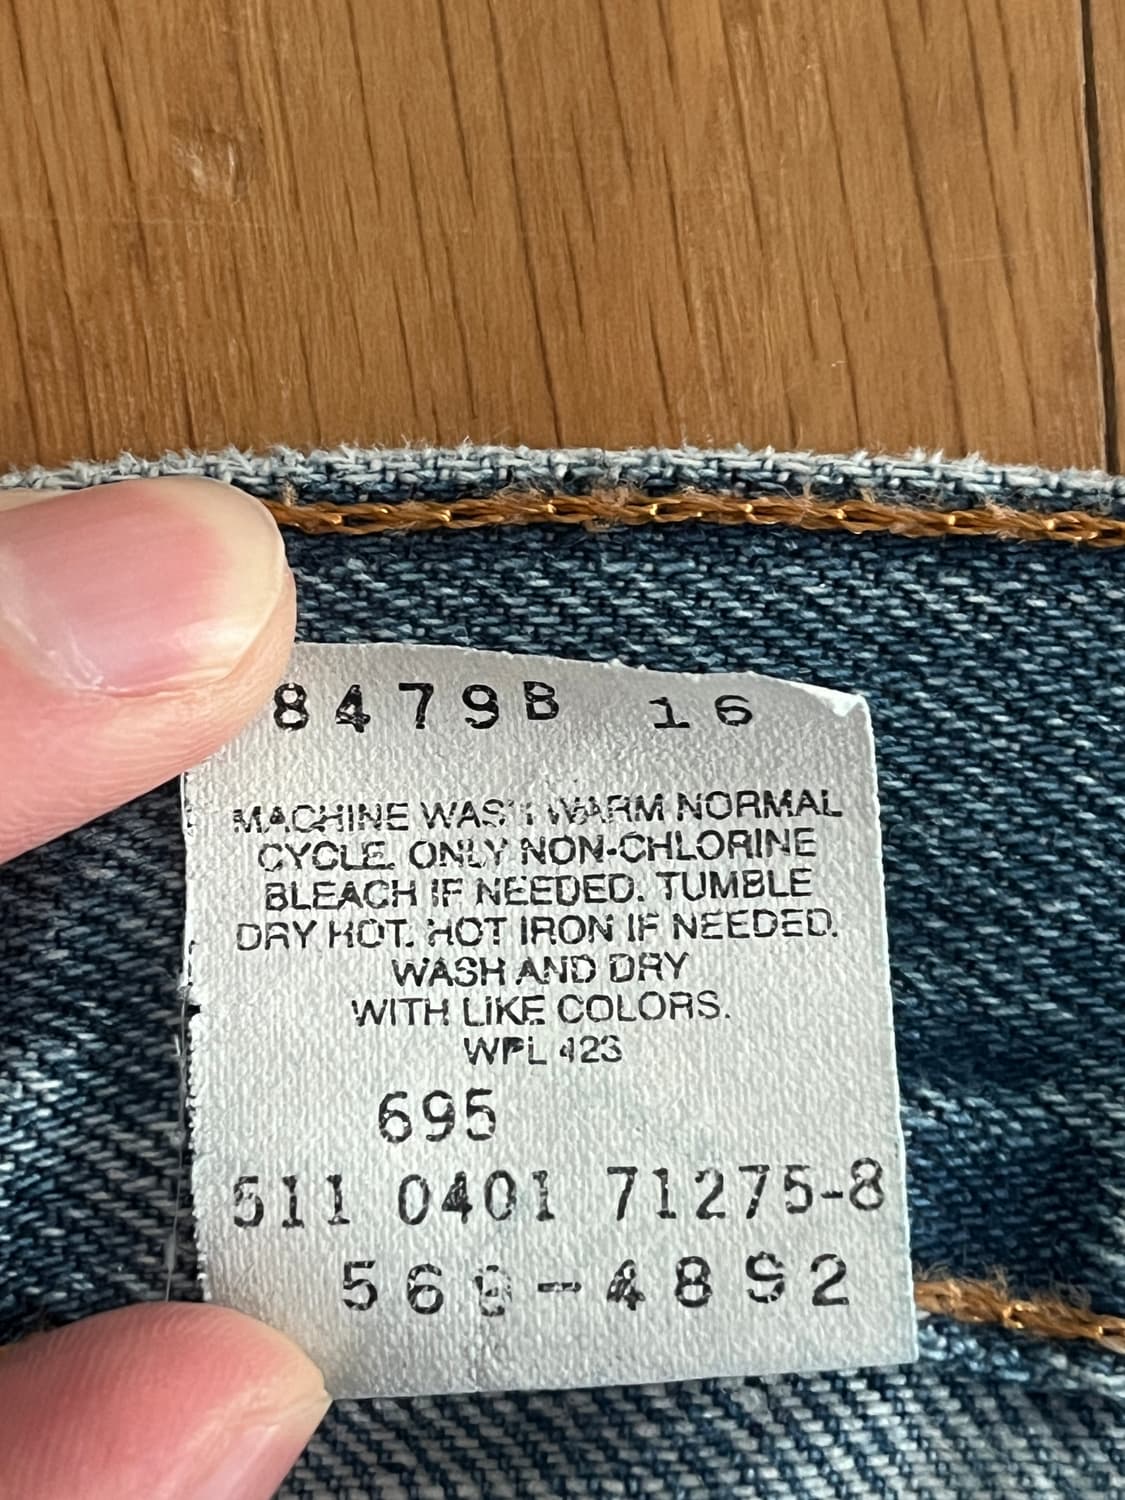 8479B 16
MACHINE WASH WARM NORMAL
CYCLE. ONLY NON-CHLORINE
BLEACH IF NEEDED. TUMBLE
DRY HOT. HOT IRON IF NEEDED.
WASH AND DRY
WITH LIKE COLORS.
WPL 423
695
511 0401 71275-8